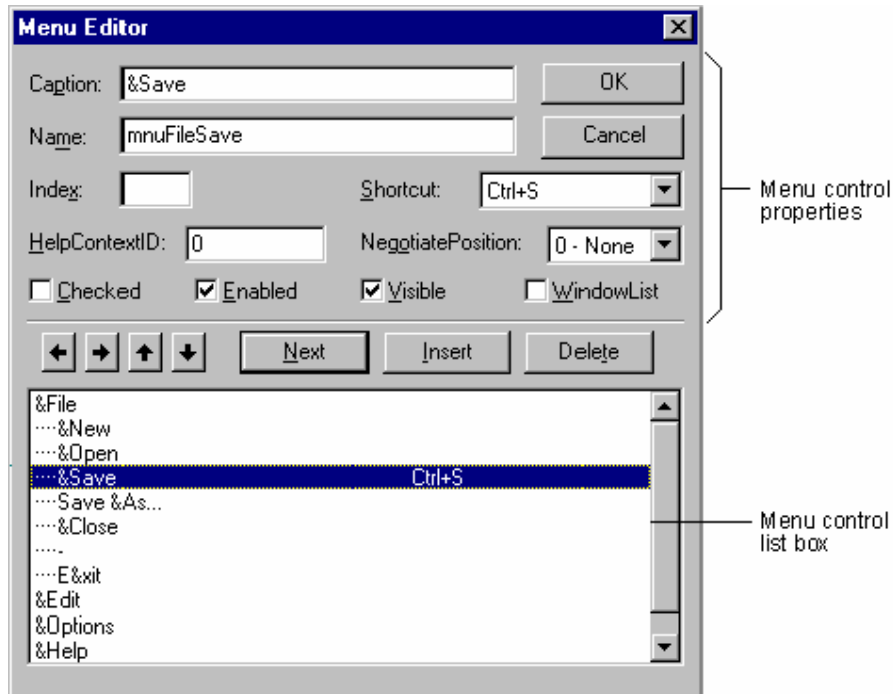 Menu Editor
Caption: &Save OK
Name: mnuFileSave Cancel
Index: Shortcut: Ctrl+S
Menu control
properties
HelpContextID: 0 NegotiatePosition: 0 - None
Checked Enabled Visible WindowList
Next Insert Delete
&File
····&New
····&Open
····&Save Ctrl+S
····Save &As...
····&Close
····-
····E&xit
&Edit
&Options
&Help
Menu control
list box